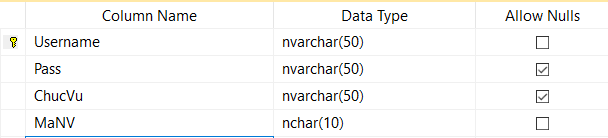 Column Name Data Type Allow Nulls
Username nvarchar(50)
Pass nvarchar(50)
ChucVu nvarchar(50)
MaNV nchar(10)